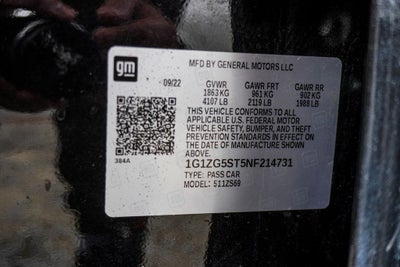 gm
MFD BY GENERAL MOTORS LLC
09/22 GVWR GAWR FRT GAWR RR
1863 KG 961 KG 902 KG
4107 LB 2119 LB 1988 LB
THIS VEHICLE CONFORMS TO ALL
APPLICABLE U.S. FEDERAL MOTOR
VEHICLE SAFETY, BUMPER, AND THEFT
PREVENTION STANDARDS IN EFFECT ON
THE DATE OF MANUFACTURE SHOWN
ABOVE.
384A
1G1ZG5ST5NF214731
TYPE: PASS CAR
MODEL: 511ZS69